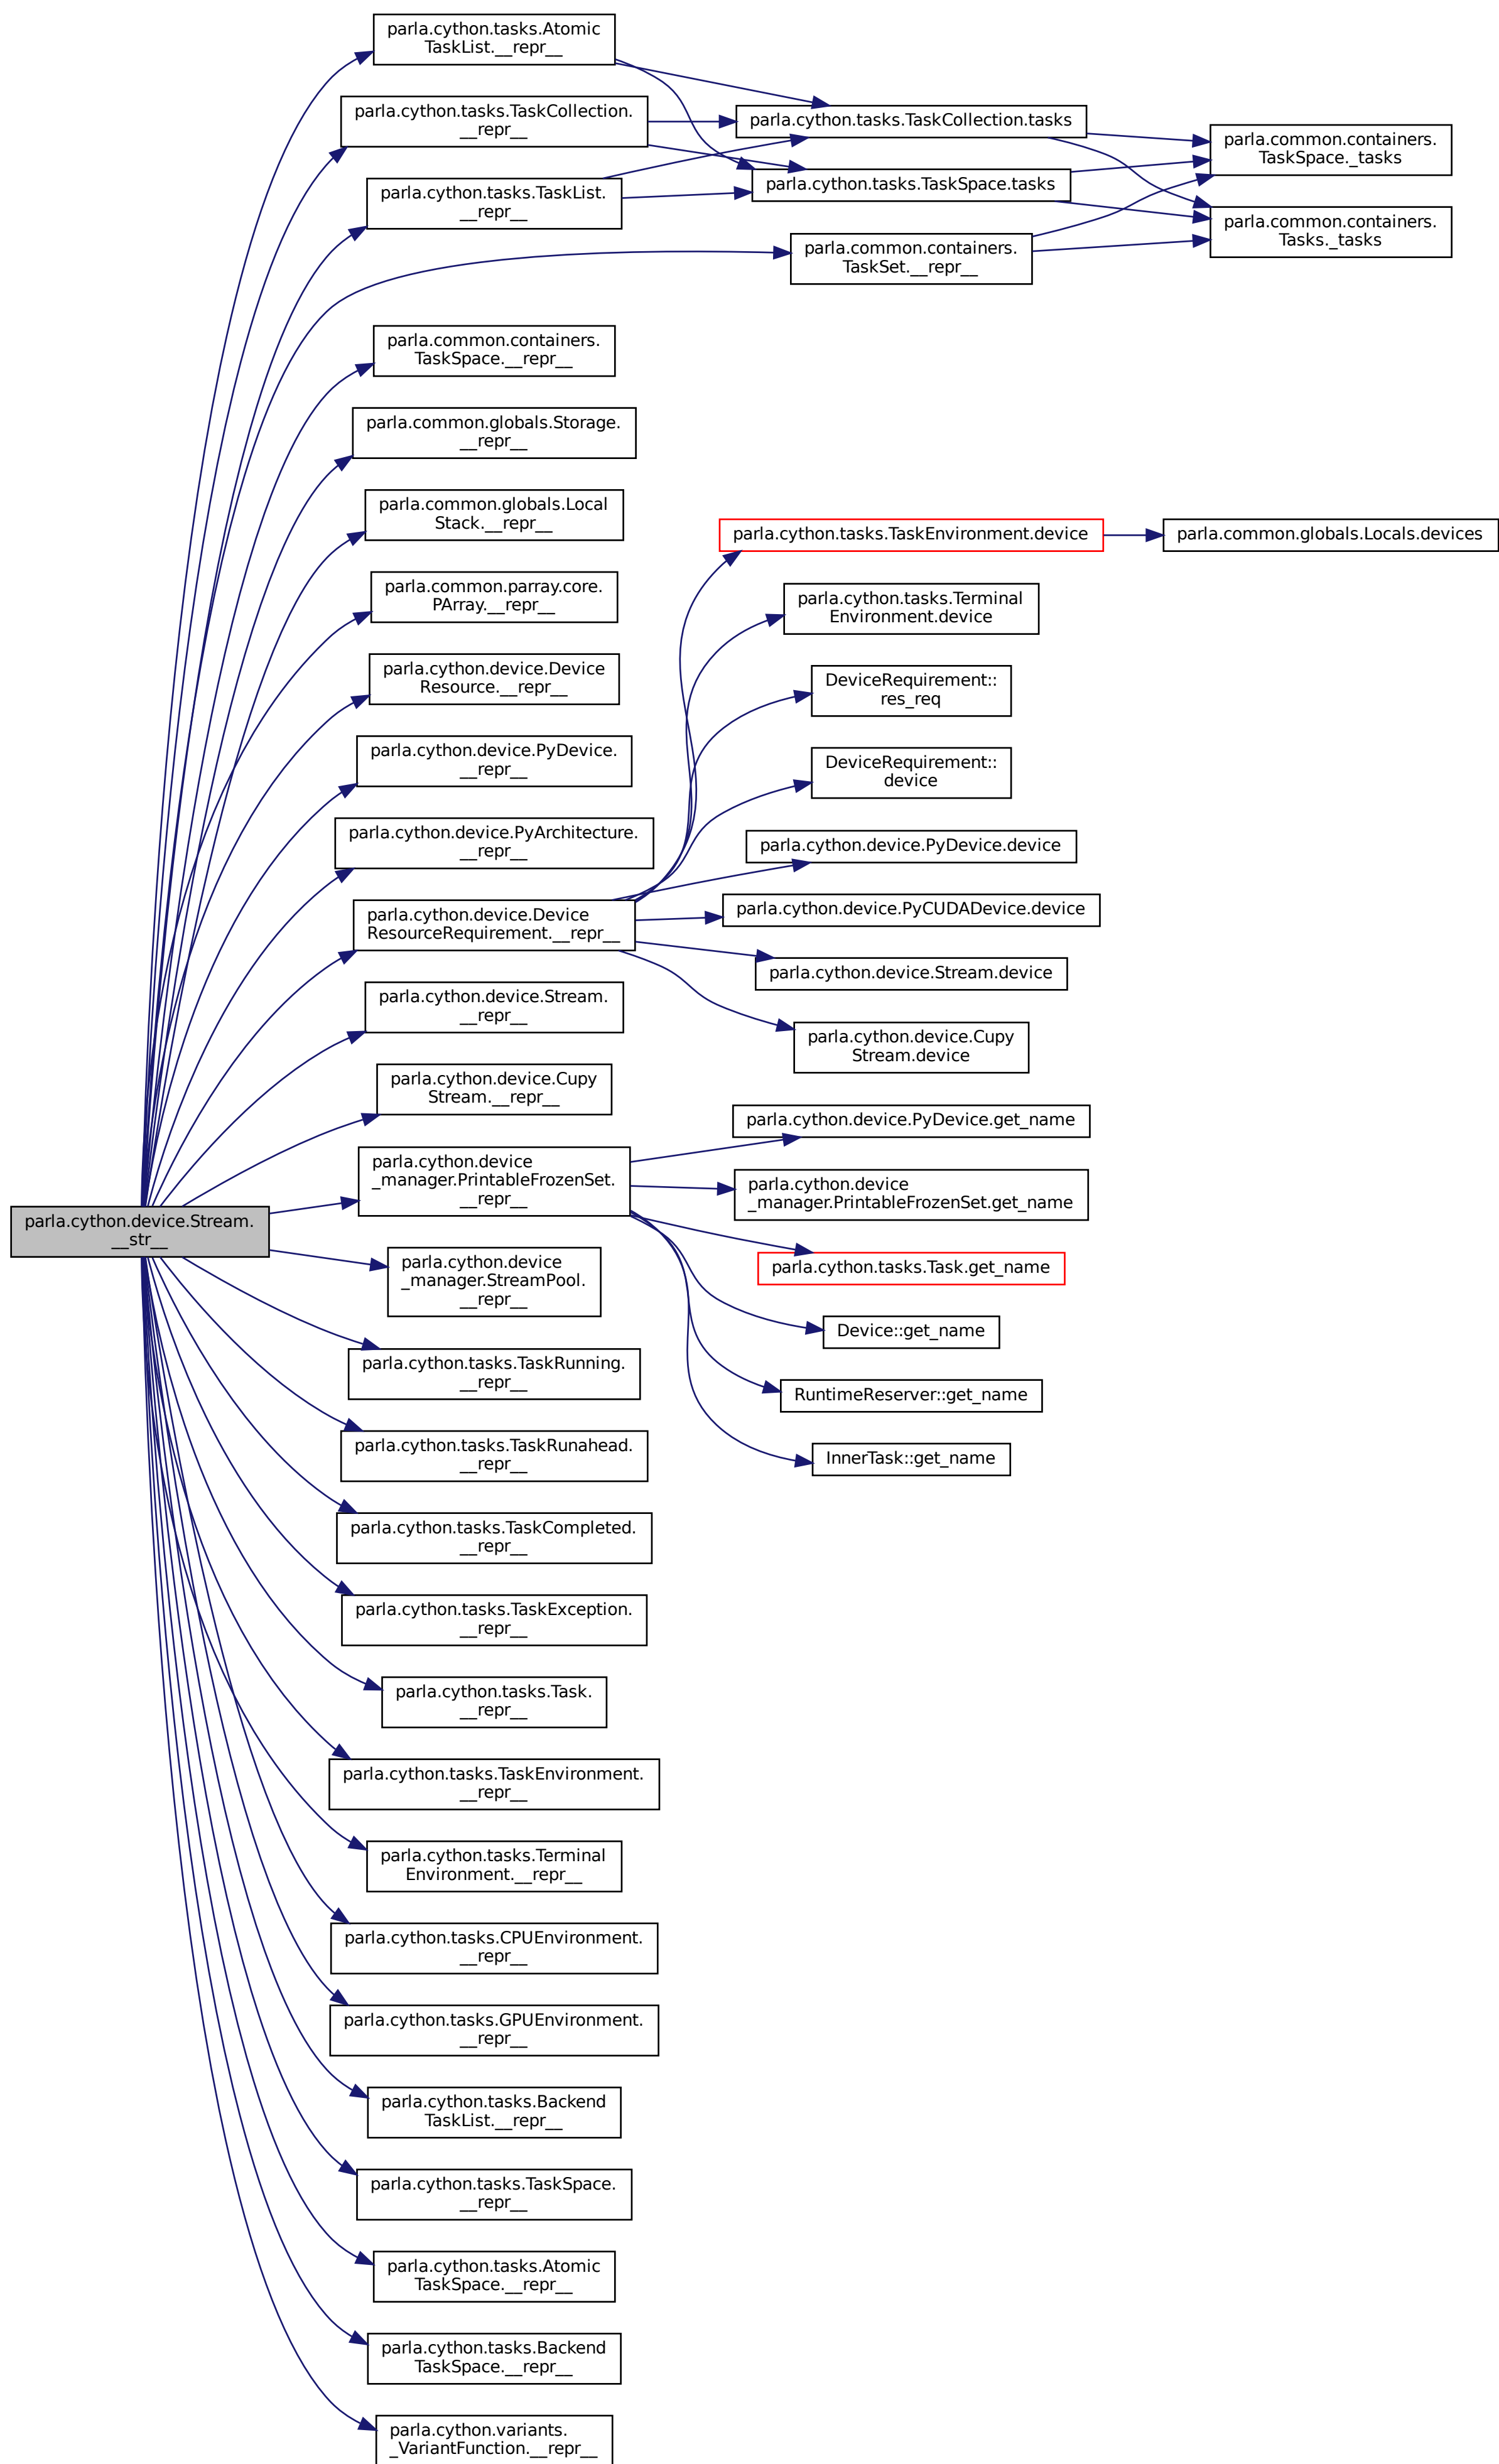 parla.cython.device.Stream.
__str__
parla.cython.tasks.Atomic
TaskList.__repr__
parla.cython.tasks.TaskCollection.
__repr__
parla.cython.tasks.TaskList.
__repr__
parla.cython.tasks.TaskCollection.tasks
parla.cython.tasks.TaskSpace.tasks
parla.common.containers.
TaskSet.__repr__
parla.common.containers.
TaskSpace._tasks
parla.common.containers.
Tasks._tasks
parla.common.containers.
TaskSpace.__repr__
parla.common.globals.Storage.
__repr__
parla.common.globals.Local
Stack.__repr__
parla.common.parray.core.
PArray.__repr__
parla.cython.device.Device
Resource.__repr__
parla.cython.device.PyDevice.
__repr__
parla.cython.device.PyArchitecture.
__repr__
parla.cython.device.Device
ResourceRequirement.__repr__
parla.cython.tasks.TaskEnvironment.device
parla.common.globals.Locals.devices
parla.cython.tasks.Terminal
Environment.device
DeviceRequirement::
res_req
DeviceRequirement::
device
parla.cython.device.PyDevice.device
parla.cython.device.PyCUDADevice.device
parla.cython.device.Stream.device
parla.cython.device.Cupy
Stream.device
parla.cython.device.Stream.
__repr__
parla.cython.device.Cupy
Stream.__repr__
parla.cython.device
_manager.PrintableFrozenSet.
__repr__
parla.cython.device.PyDevice.get_name
parla.cython.device
_manager.PrintableFrozenSet.get_name
parla.cython.tasks.Task.get_name
Device::get_name
RuntimeReserver::get_name
InnerTask::get_name
parla.cython.device
_manager.StreamPool.
__repr__
parla.cython.tasks.TaskRunning.
__repr__
parla.cython.tasks.TaskRunahead.
__repr__
parla.cython.tasks.TaskCompleted.
__repr__
parla.cython.tasks.TaskException.
__repr__
parla.cython.tasks.Task.
__repr__
parla.cython.tasks.TaskEnvironment.
__repr__
parla.cython.tasks.Terminal
Environment.__repr__
parla.cython.tasks.CPUEnvironment.
__repr__
parla.cython.tasks.GPUEnvironment.
__repr__
parla.cython.tasks.Backend
TaskList.__repr__
parla.cython.tasks.TaskSpace.
__repr__
parla.cython.tasks.Atomic
TaskSpace.__repr__
parla.cython.tasks.Backend
TaskSpace.__repr__
parla.cython.variants.
_VariantFunction.__repr__